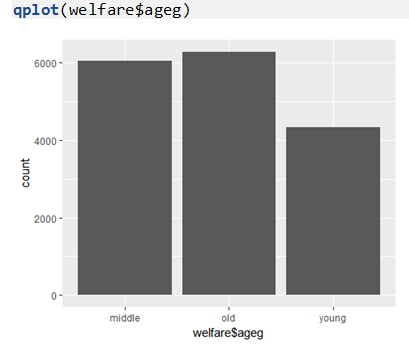 qplot(welfare$ageg)
6000
4000
2000
0
count
middle old young
welfare$ageg